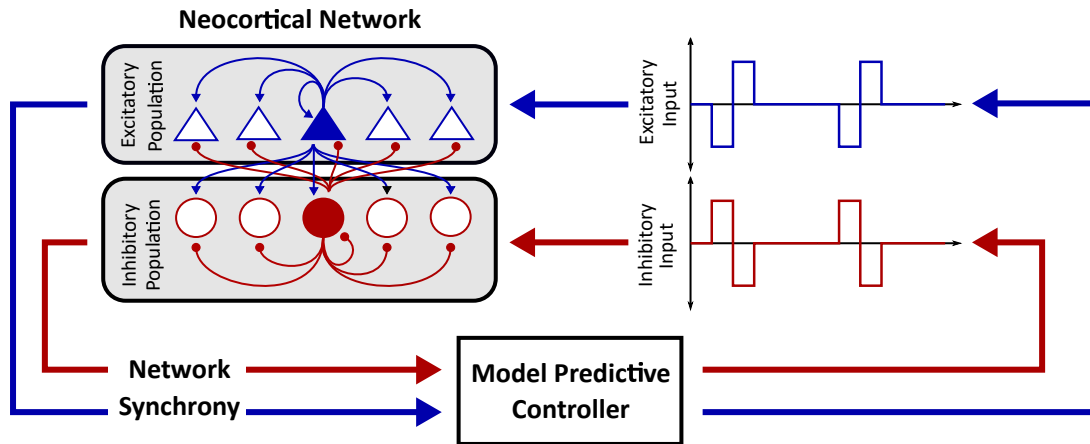 Neocortical Network
Excitatory
Population
Inhibitory
Population
Excitatory
Input
Inhibitory
Input
Network
Synchrony
Model Predictive
Controller